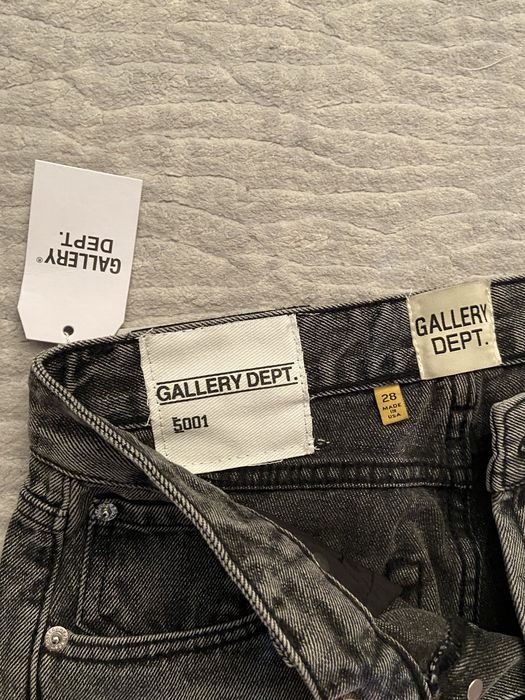 GALLERY
DEPT.®
GALLERY DEPT.
5001
28
MADE
IN
USA
GALLERY
DEPT.